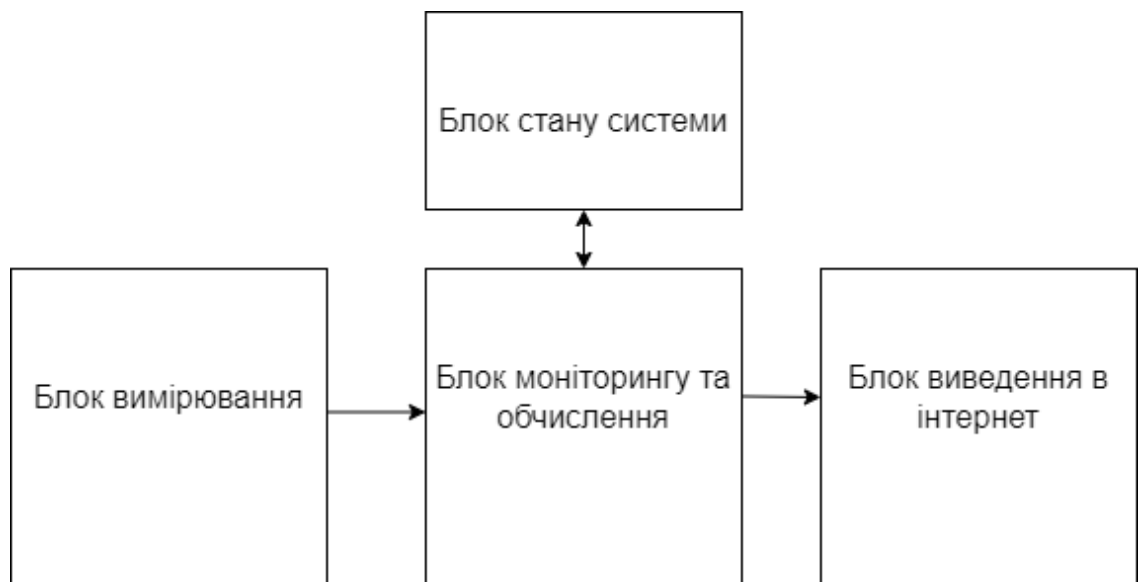 Блок стану системи
Блок вимірювання
Блок моніторингу та
обчислення
Блок виведення в
інтернет